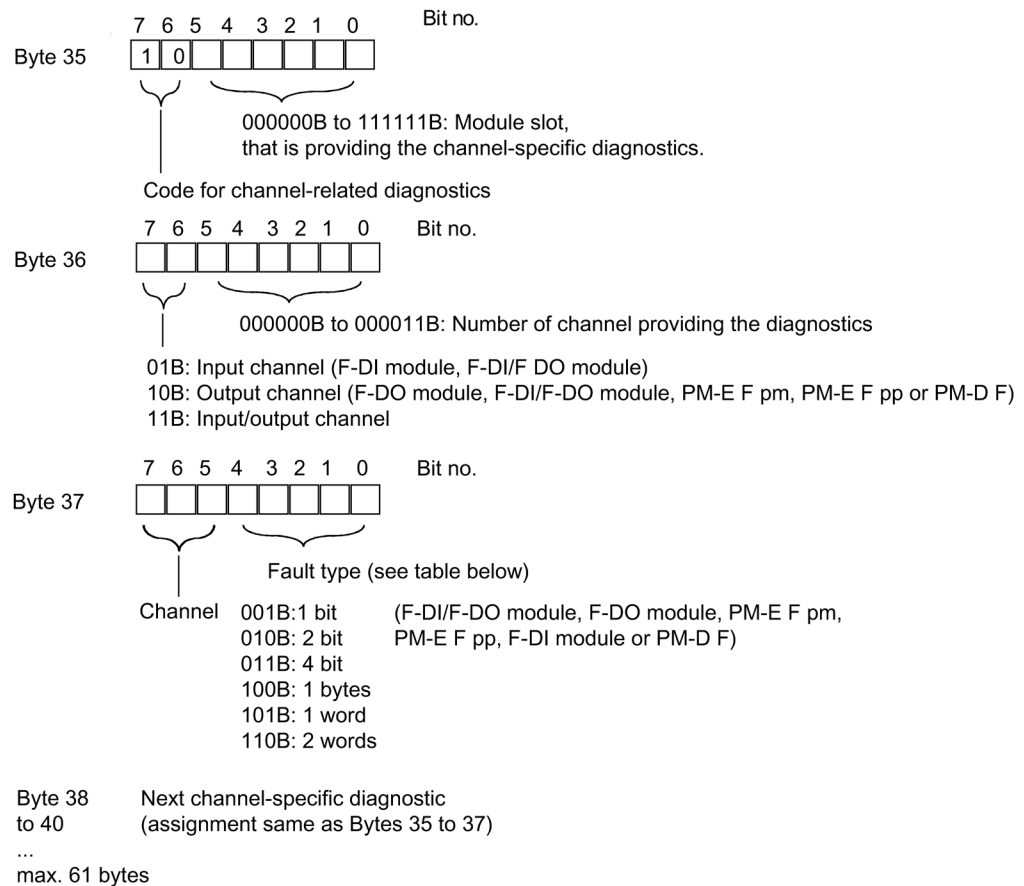 7 6 5 4 3 2 1 0 Bit no.
Byte 35 1 0
000000B to 111111B: Module slot,
that is providing the channel-specific diagnostics.
Code for channel-related diagnostics
7 6 5 4 3 2 1 0 Bit no.
Byte 36
000000B to 000011B: Number of channel providing the diagnostics
01B: Input channel (F-DI module, F-DI/F DO module)
10B: Output channel (F-DO module, F-DI/F-DO module, PM-E F pm, PM-E F pp or PM-D F)
11B: Input/output channel
7 6 5 4 3 2 1 0 Bit no.
Byte 37
Fault type (see table below)
Channel 001B:1 bit (F-DI/F-DO module, F-DO module, PM-E F pm,
010B: 2 bit PM-E F pp, F-DI module or PM-D F)
011B: 4 bit
100B: 1 bytes
101B: 1 word
110B: 2 words
Byte 38 Next channel-specific diagnostic
to 40 (assignment same as Bytes 35 to 37)
...
max. 61 bytes